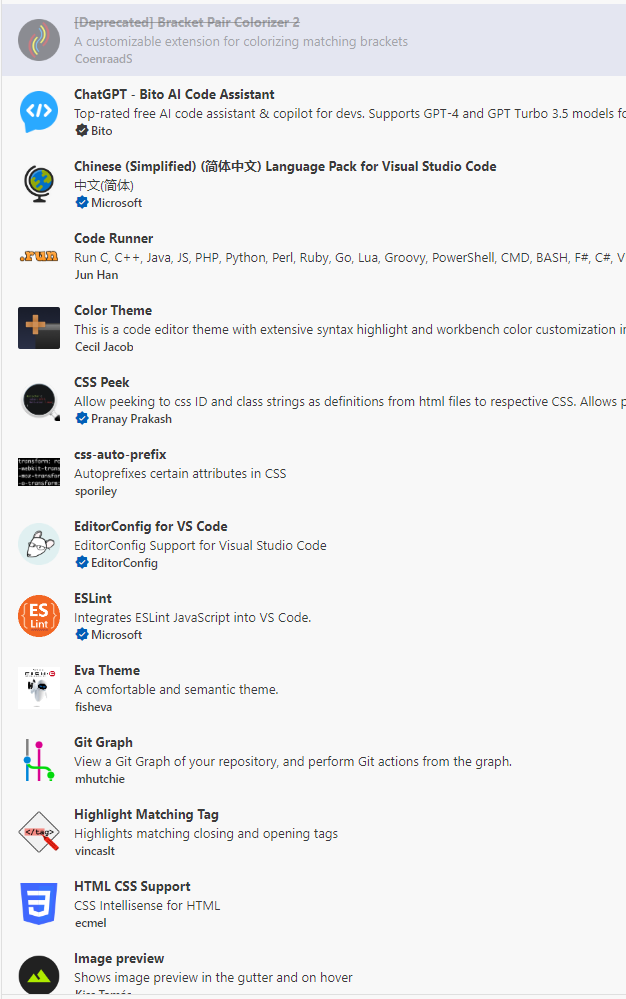 [Deprecated] Bracket Pair Colorizer 2
A customizable extension for colorizing matching brackets
CoenraadS
ChatGPT - Bito AI Code Assistant
Top-rated free AI code assistant & copilot for devs. Supports GPT-4 and GPT Turbo 3.5 models fo
Bito
Chinese (Simplified) (简体中文) Language Pack for Visual Studio Code
中文(简体)
Microsoft
Code Runner
.run
Run C, C++, Java, JS, PHP, Python, Perl, Ruby, Go, Lua, Groovy, PowerShell, CMD, BASH, F#, C#, V
Jun Han
Color Theme
This is a code editor theme with extensive syntax highlight and workbench color customization in
Cecil Jacob
CSS Peek
Allow peeking to css ID and class strings as definitions from html files to respective CSS. Allows p
Pranay Prakash
css-auto-prefix
Autoprefixes certain attributes in CSS
sporiley
EditorConfig for VS Code
EditorConfig Support for Visual Studio Code
EditorConfig
ESLint
ES
Lint
Integrates ESLint JavaScript into VS Code.
Microsoft
Eva Theme
A comfortable and semantic theme.
fisheva
Git Graph
View a Git Graph of your repository, and perform Git actions from the graph.
mhutchie
Highlight Matching Tag
</tag>
Highlights matching closing and opening tags
vincaslt
HTML CSS Support
CSS Intellisense for HTML
ecmel
Image preview
Shows image preview in the gutter and on hover